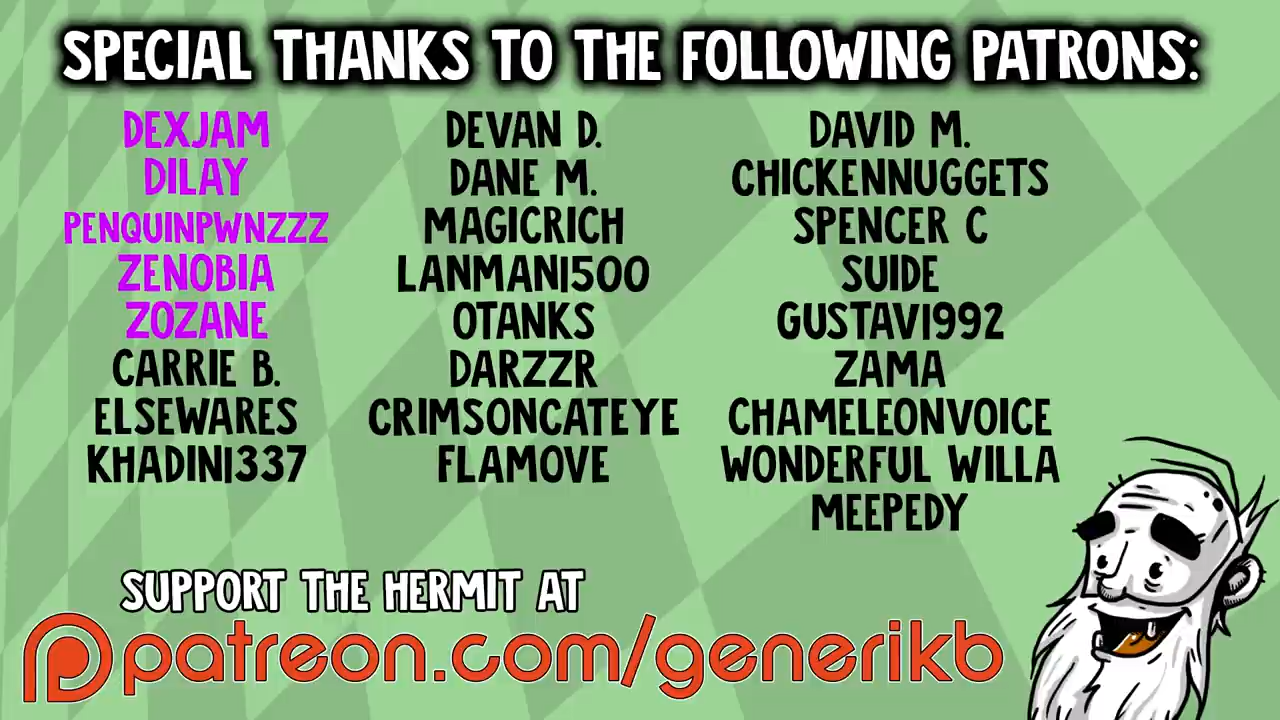 SPECIAL THANKS TO THE FOLLOWING PATRONS:
DEXJAM
DILAY
PENQUINPWNZZZ
ZENOBIA
ZOZANE
CARRIE B.
ELSEWARES
KHADIN1337
DEVAN D.
DANE M.
MAGICRICH
LANMAN1500
OTANKS
DARZZR
CRIMSONCATEYE
FLAMOVE
DAVID M.
CHICKENNUGGETS
SPENCER C
SUIDE
GUSTAV1992
ZAMA
CHAMELEONVOICE
WONDERFUL WILLA
MEEPEDY
SUPPORT THE HERMIT AT
patreon.com/generikb